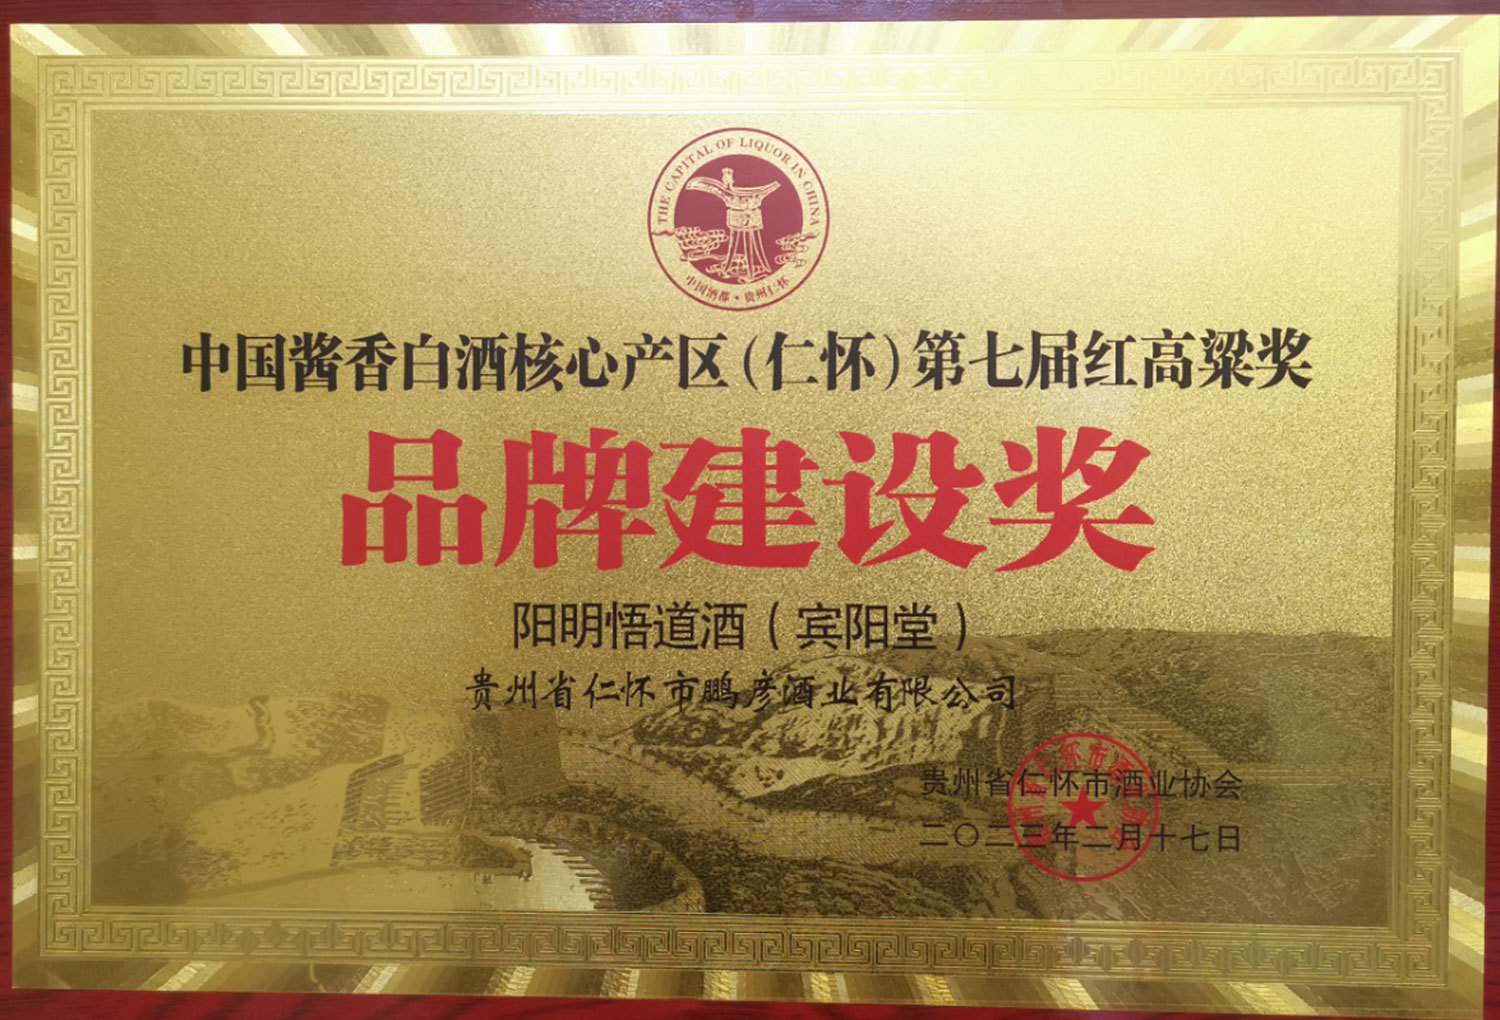 THE CAPITAL OF LIQUOR IN CHINA
中国酒都·贵州仁怀
中国酱香白酒核心产区(仁怀)第七届红高粱奖
品牌建设奖
阳明悟道酒(宾阳堂)
贵州省仁怀市鹏彦酒业有限公司
贵州省仁怀市酒业协会
二〇二三年二月十七日